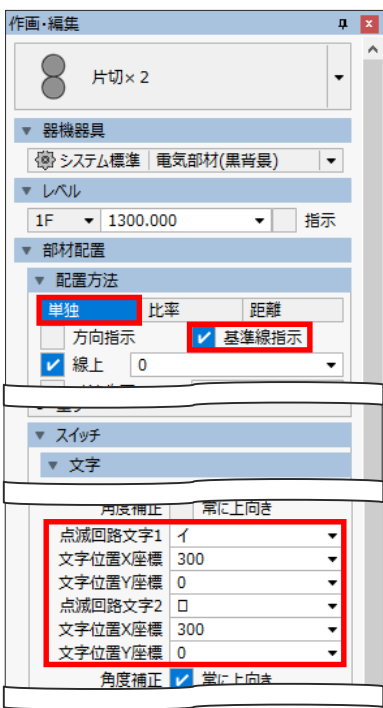 作画・編集
片切×2
器機器具
システム標準 電気部材(黒背景)
レベル
1F 1300.000 指示
部材配置
配置方法
単独 比率 距離
方向指示 基準線指示
線上 0
スイッチ
文字
角度補正 常に上向き
点滅回路文字1 イ
文字位置X座標 300
文字位置Y座標 0
点滅回路文字2 ロ
文字位置X座標 300
文字位置Y座標 0
角度補正 常に上向き